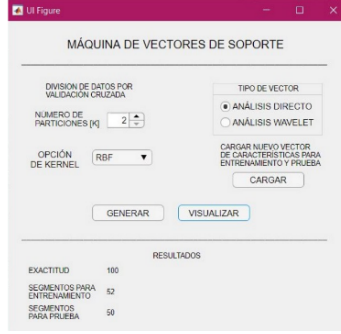 UI Figure
MÁQUINA DE VECTORES DE SOPORTE
DIVISION DE DATOS POR
VALIDACIÓN CRUZADA
NÚMERO DE
PARTICIONES [K]
2
OPCIÓN
DE KERNEL
RBF
TIPO DE VECTOR
ANÁLISIS DIRECTO
ANÁLISIS WAVELET
CARGAR NUEVO VECTOR
DE CARACTERÍSTICAS PARA
ENTRENAMIENTO Y PRUEBA
CARGAR
GENERAR
VISUALIZAR
RESULTADOS
EXACTITUD 100
SEGMENTOS PARA
ENTRENAMIENTO 52
SEGMENTOS
PARA PRUEBA 50